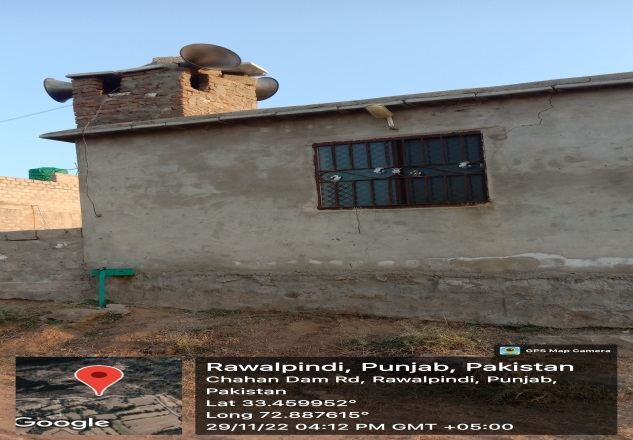 GPS Map Camera
Google
Rawalpindi, Punjab, Pakistan
Chahan Dam Rd, Rawalpindi, Punjab,
Pakistan
Lat 33.459952°
Long 72.887615°
29/11/22 04:12 PM GMT +05:00